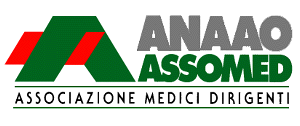 ANAAO
ASSOMED
ASSOCIAZIONE MEDICI DIRIGENTI